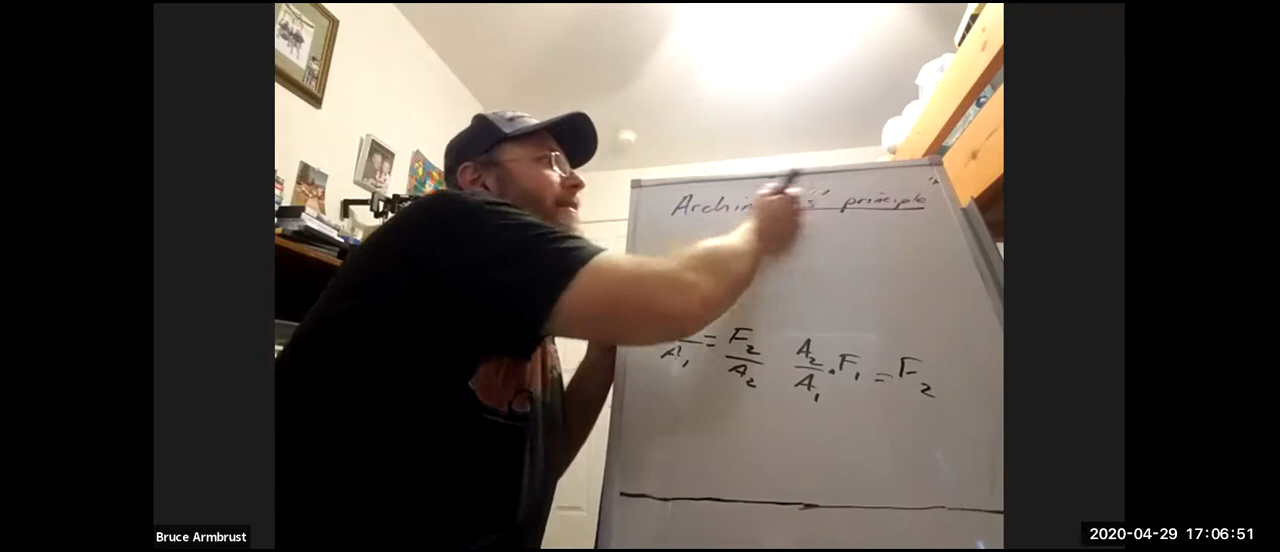 principle
A₁ = F₂/A₂   A₂/A₁ · F₁ = F₂
Bruce Armbrust
2020-04-29 17:06:51